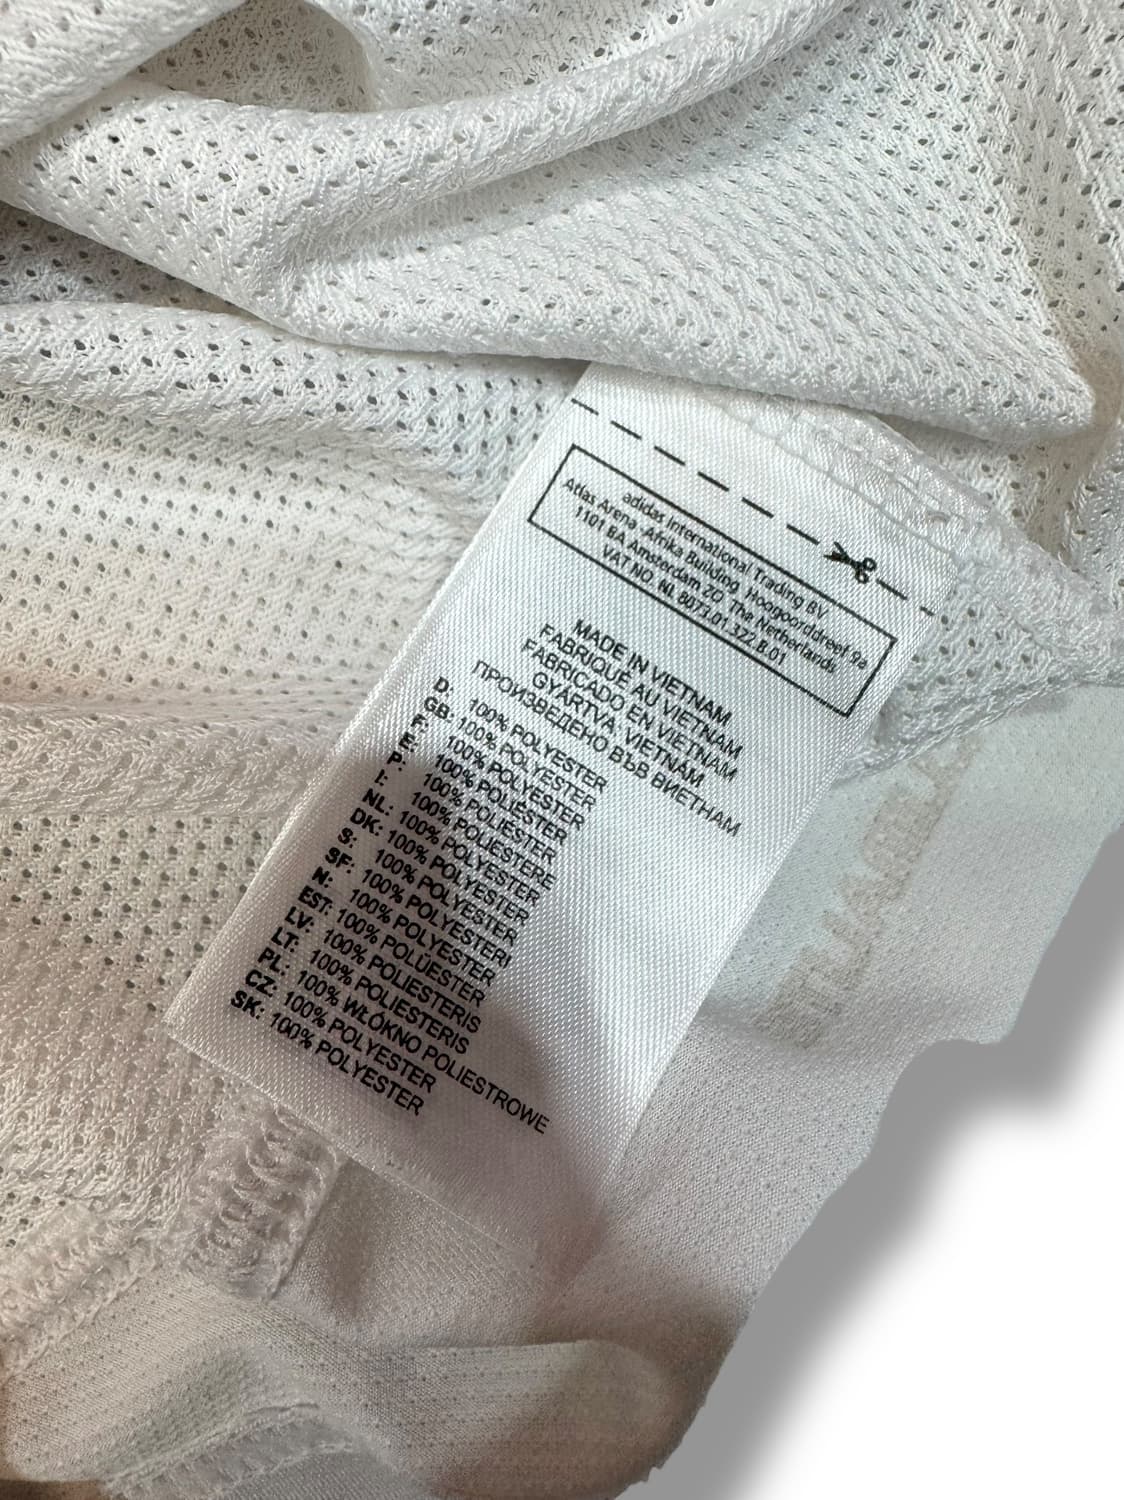 adidas International Trading BV.
Atlas Arena Afrika Building, Hoogoorddreef 9a
1101 BA Amsterdam ZO, The Netherlands
VAT NO. NL 8073.01.322.B.01
MADE IN VIETNAM
FABRIQUÉ AU VIETNAM
FABRICADO EN VIETNAM
GYÁRTVA: VIETNÁM
ПРОИЗВЕДЕНО ВЪВ ВИЕТНАМ
D: 100% POLYESTER
GB: 100% POLYESTER
F: 100% POLYESTER
E: 100% POLIÉSTER
P: 100% POLIÉSTER
I: 100% POLIESTERE
NL: 100% POLYESTER
DK: 100% POLYESTER
S: 100% POLYESTER
SF: 100% POLYESTERI
N: 100% POLYESTER
EST: 100% POLÜESTER
LV: 100% POLIESTERIS
LT: 100% POLIESTERIS
PL: 100% WŁÓKNO POLIESTROWE
CZ: 100% POLYESTER
SK: 100% POLYESTER